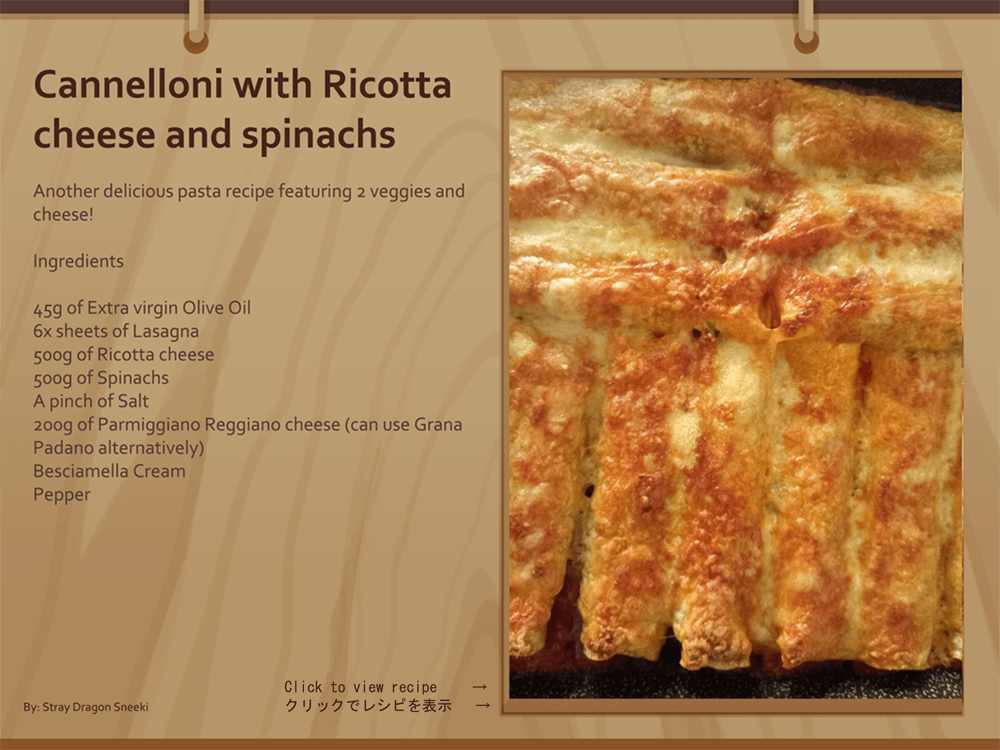 Cannelloni with Ricotta
cheese and spinachs
Another delicious pasta recipe featuring 2 veggies and
cheese!
Ingredients
45g of Extra virgin Olive Oil
6x sheets of Lasagna
500g of Ricotta cheese
500g of Spinachs
A pinch of Salt
200g of Parmiggiano Reggiano cheese (can use Grana
Padano alternatively)
Besciamella Cream
Pepper
Click to view recipe →
クリックでレシピを表示 →
By: Stray Dragon Sneeki